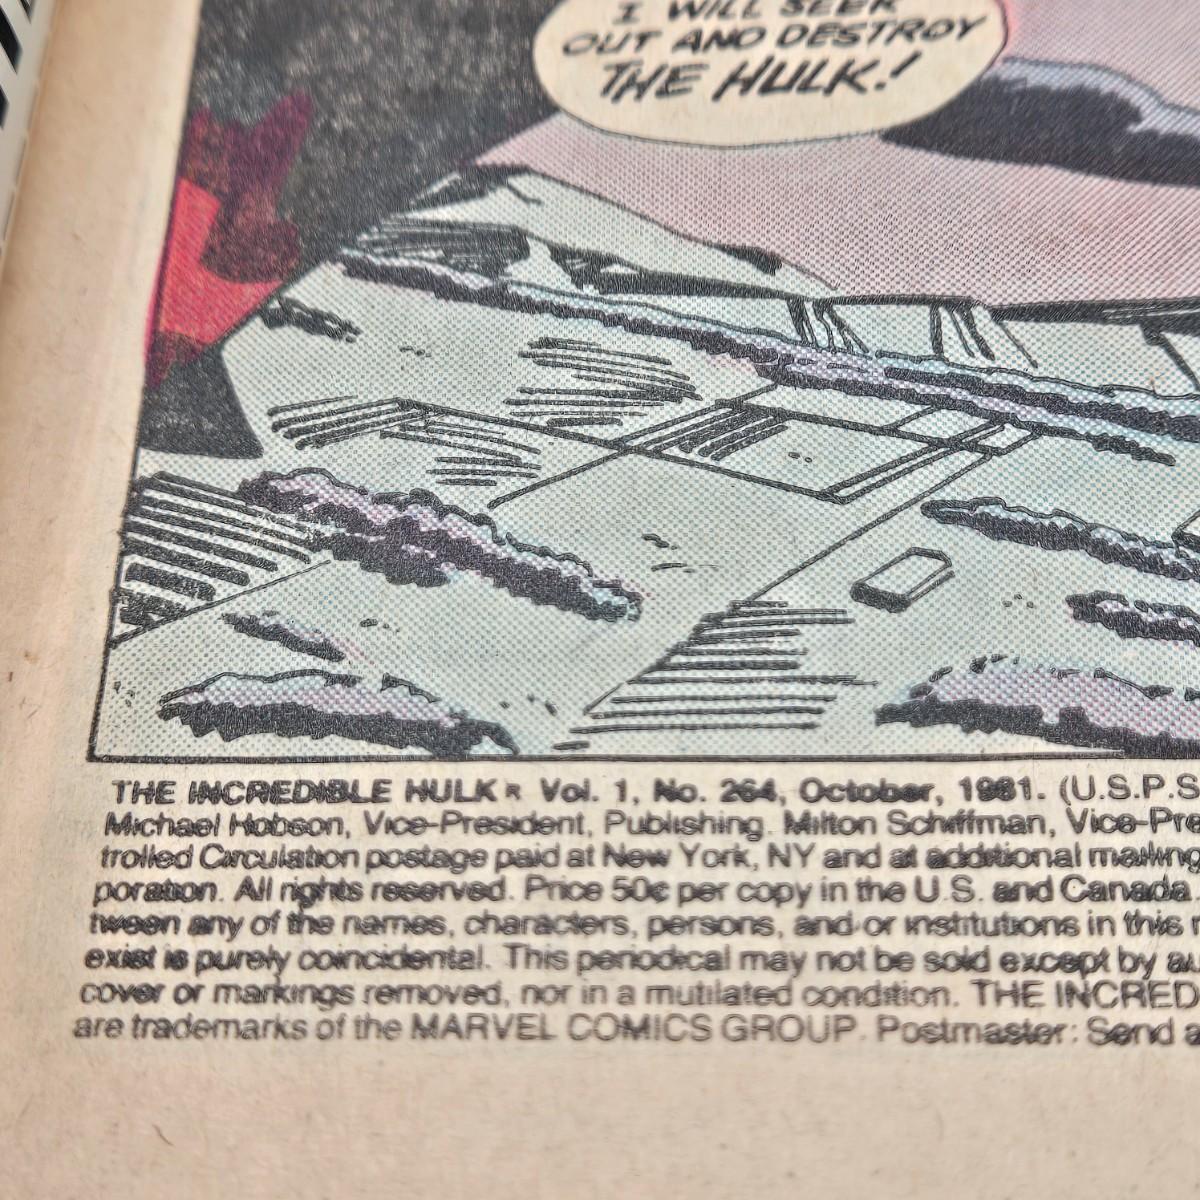 I WILL SEEK
OUT AND DESTROY
THE HULK!
THE INCREDIBLE HULK® Vol. 1, No. 264, October, 1981. (U.S.P.S
Michael Hobson, Vice-President, Publishing. Milton Schiffman, Vice-Pre
trolled Circulation postage paid at New York, NY and at additional mailing
poration. All rights reserved. Price 50¢ per copy in the U.S. and Canada.
tween any of the names, characters, persons, and/or institutions in this
exist is purely coincidental. This periodical may not be sold except by au
cover or markings removed, nor in a mutilated condition. THE INCRED
are trademarks of the MARVEL COMICS GROUP. Postmaster: Send a